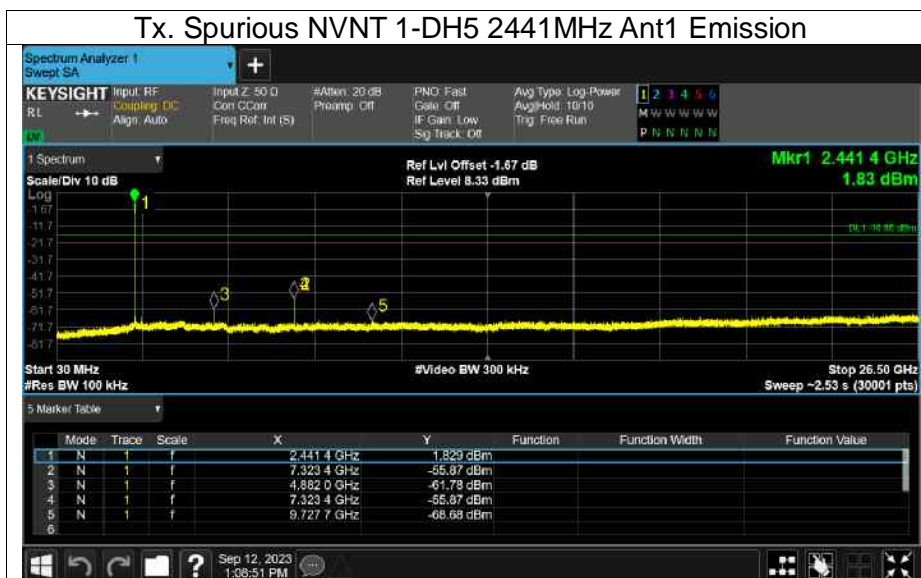 Tx. Spurious NVNT 1-DH5 2441MHz Ant1 Emission
Spectrum Analyzer 1
Swept SA
+
KEYSIGHT Input: RF Input Z: 50 Ω #Atten: 20 dB PNO: Fast Avg Type: Log-Power 1 2 3 4 5 6
RL Coupling: DC Corr CCorr Preamp: Off Gate: Off Avg|Hold: 10/10 M W W W W W
Align: Auto Freq Ref: Int (S) IF Gain: Low Trig: Free Run
Sig Track: Off P N N N N N
1 Spectrum
Ref Lvl Offset -1.67 dB
Mkr1 2.441 4 GHz
Scale/Div 10 dB
Ref Level 8.33 dBm
1.83 dBm
Log
-1.67
1
-11.7
-21.7
-31.7
-41.7
-51.7
3
5
-61.7
-71.7
-81.7
Start 30 MHz #Video BW 300 kHz Stop 26.50 GHz
#Res BW 100 kHz Sweep ~2.53 s (30001 pts)
5 Marker Table
Mode Trace Scale X Y Function Function Width Function Value
1 N 1 f 2.441 4 GHz 1.829 dBm
2 N 1 f 7.323 4 GHz -55.87 dBm
3 N 1 f 4.882 0 GHz -61.78 dBm
4 N 1 f 7.323 4 GHz -55.87 dBm
5 N 1 f 9.727 7 GHz -68.68 dBm
6
? Sep 12, 2023
1:08:51 PM